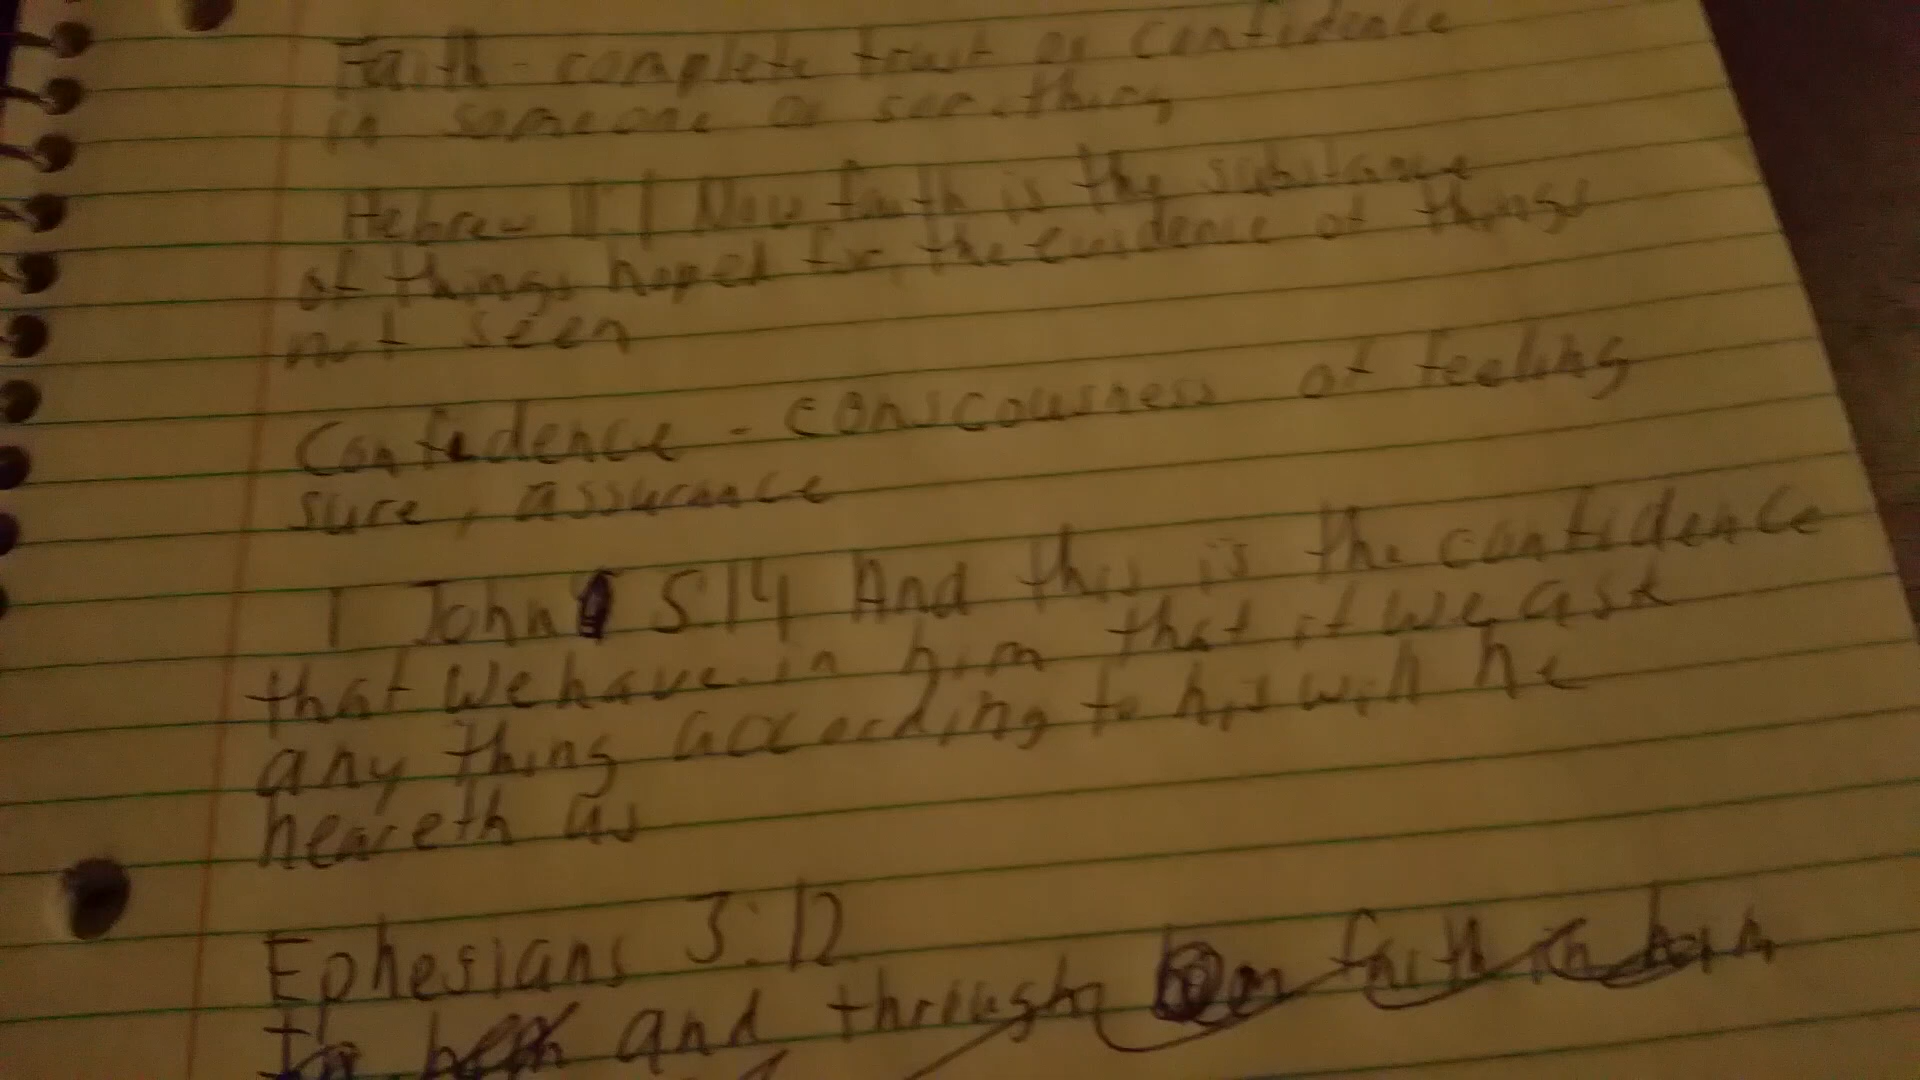 Faith - complete trust or confidence
in someone or something
Hebrew 11:1 Now faith is the substance
of things hoped for, the evidence of things
not seen
Confidence - consciousness of feeling
sure, assurance
1 John 5:14 And this is the confidence
that we have in him that if we ask
any thing according to his will he
heareth us
Ephesians 3:12
In and through faith in